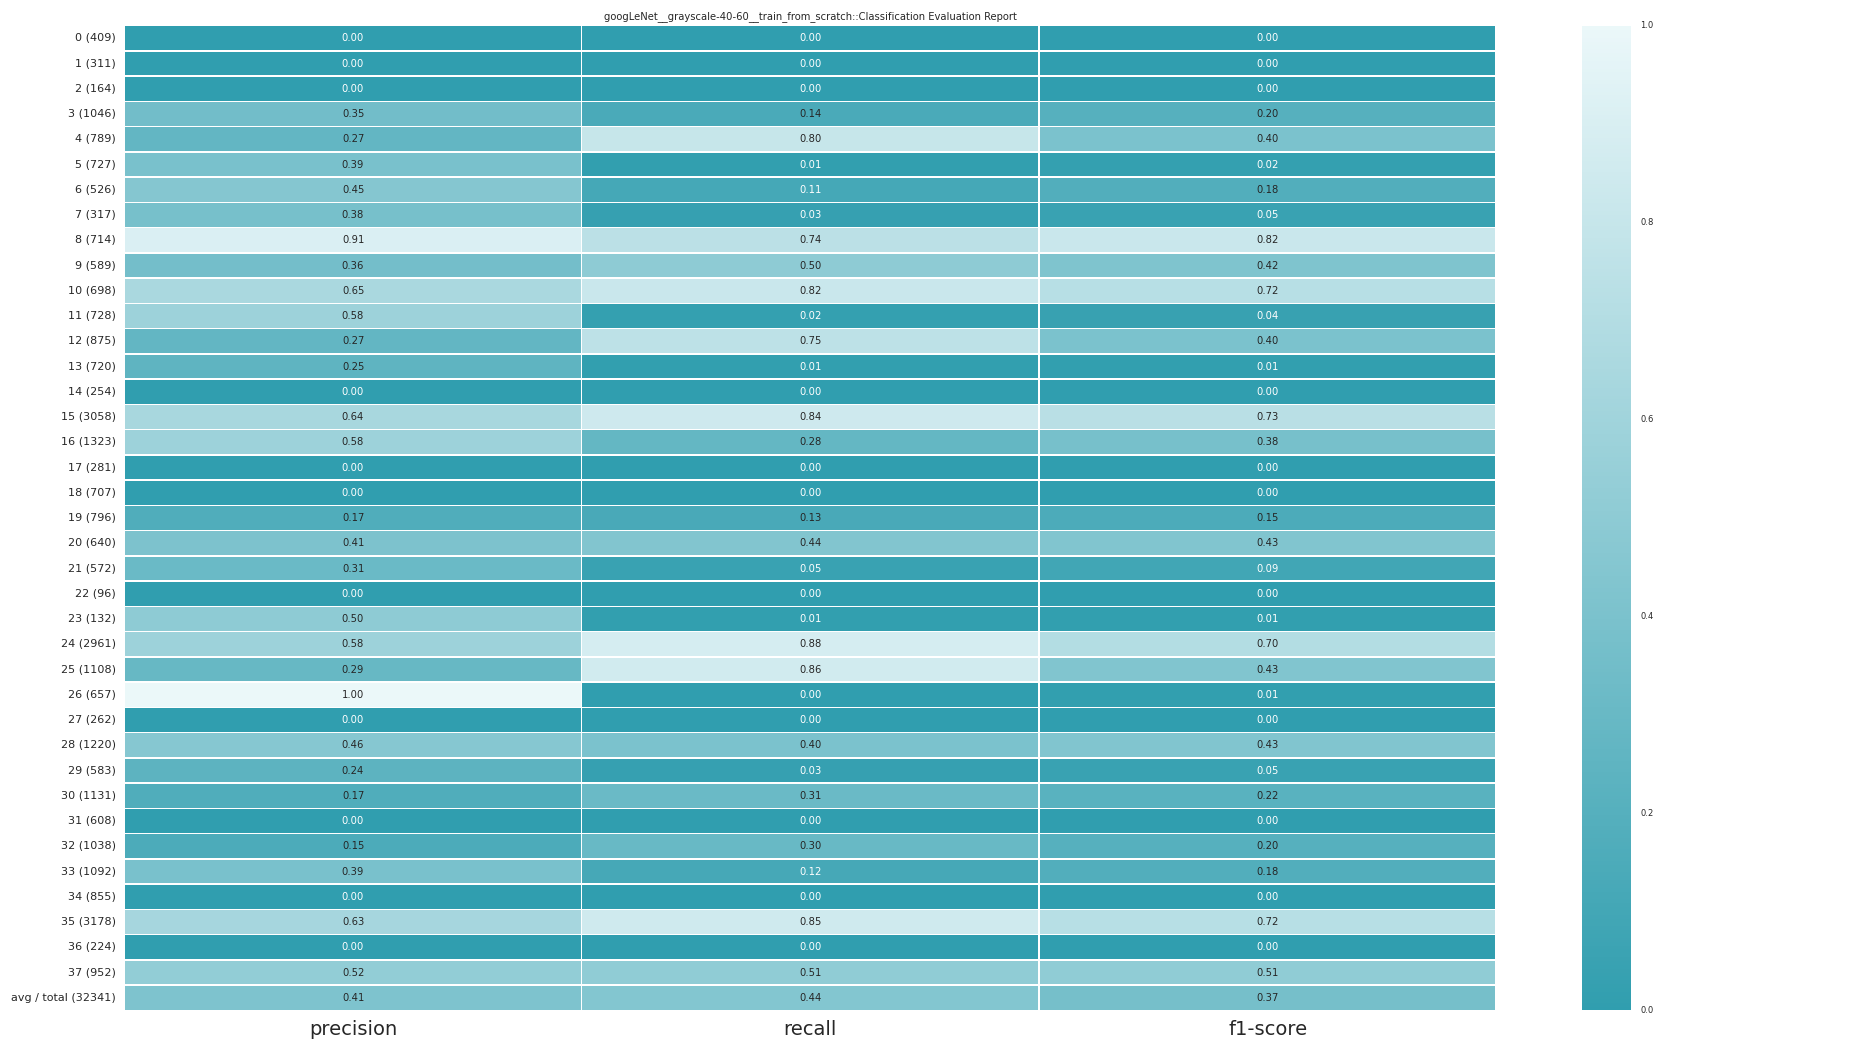 googLeNet__grayscale-40-60__train_from_scratch::Classification Evaluation Report
0 (409) 0.00 0.00 0.00
1 (311) 0.00 0.00 0.00
2 (164) 0.00 0.00 0.00
3 (1046) 0.35 0.14 0.20
4 (789) 0.27 0.80 0.40
5 (727) 0.39 0.01 0.02
6 (526) 0.45 0.11 0.18
7 (317) 0.38 0.03 0.05
8 (714) 0.91 0.74 0.82
9 (589) 0.36 0.50 0.42
10 (698) 0.65 0.82 0.72
11 (728) 0.58 0.02 0.04
12 (875) 0.27 0.75 0.40
13 (720) 0.25 0.01 0.01
14 (254) 0.00 0.00 0.00
15 (3058) 0.64 0.84 0.73
16 (1323) 0.58 0.28 0.38
17 (281) 0.00 0.00 0.00
18 (707) 0.00 0.00 0.00
19 (796) 0.17 0.13 0.15
20 (640) 0.41 0.44 0.43
21 (572) 0.31 0.05 0.09
22 (96) 0.00 0.00 0.00
23 (132) 0.50 0.01 0.01
24 (2961) 0.58 0.88 0.70
25 (1108) 0.29 0.86 0.43
26 (657) 1.00 0.00 0.01
27 (262) 0.00 0.00 0.00
28 (1220) 0.46 0.40 0.43
29 (583) 0.24 0.03 0.05
30 (1131) 0.17 0.31 0.22
31 (608) 0.00 0.00 0.00
32 (1038) 0.15 0.30 0.20
33 (1092) 0.39 0.12 0.18
34 (855) 0.00 0.00 0.00
35 (3178) 0.63 0.85 0.72
36 (224) 0.00 0.00 0.00
37 (952) 0.52 0.51 0.51
avg / total (32341) 0.41 0.44 0.37
precision recall f1-score
1.0
0.8
0.6
0.4
0.2
0.0